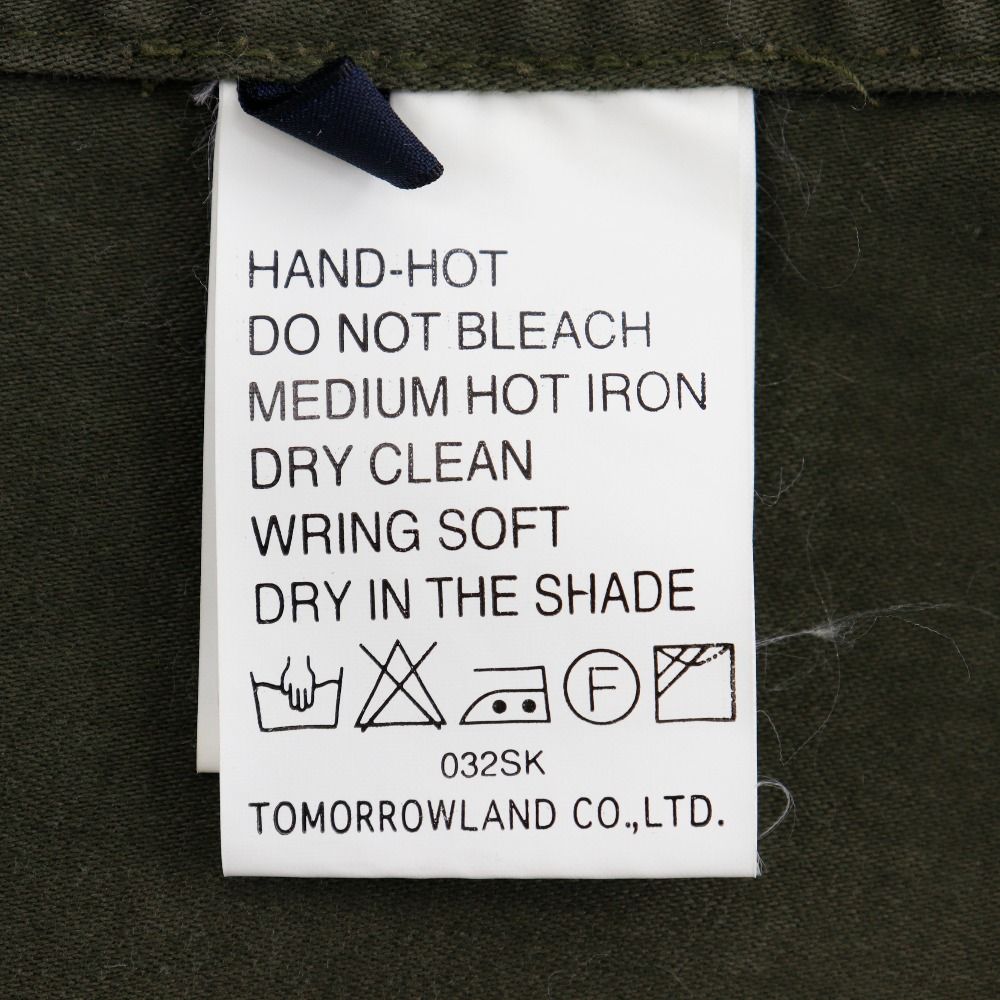 HAND-HOT
DO NOT BLEACH
MEDIUM HOT IRON
DRY CLEAN
WRING SOFT
DRY IN THE SHADE
F
032SK
TOMORROWLAND CO.,LTD.